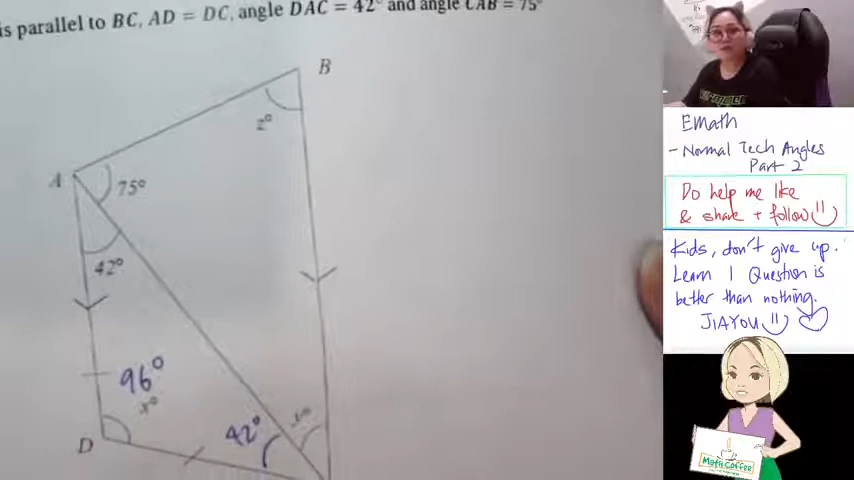 is parallel to BC, AD = DC, angle DAC = 42° and angle CAB = 75°
B
z°
A
75°
42°
96°
x°
D
42°
y°
EMath
- Normal Tech Angles
Part 2
Do help me like
& share + follow
Kids, don't give up.
Learn 1 Question is
better than nothing.
JIAYOU
Math Coffee